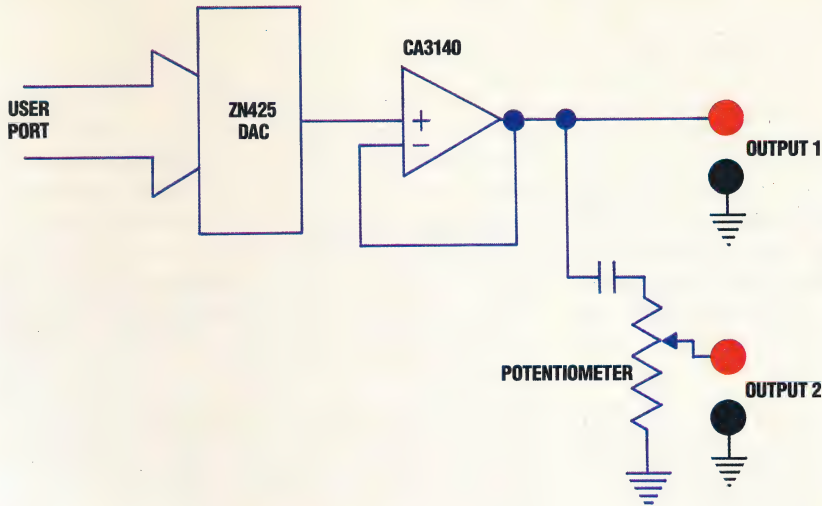 CA3140
USER
PORT
ZN425
DAC
+
−
OUTPUT 1
POTENTIOMETER
OUTPUT 2